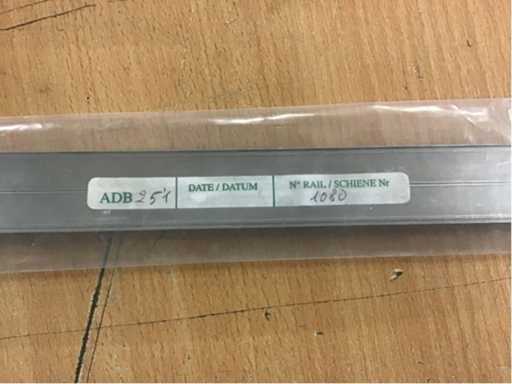 ADB 251
DATE / DATUM
N° RAIL / SCHIENE Nr
1080